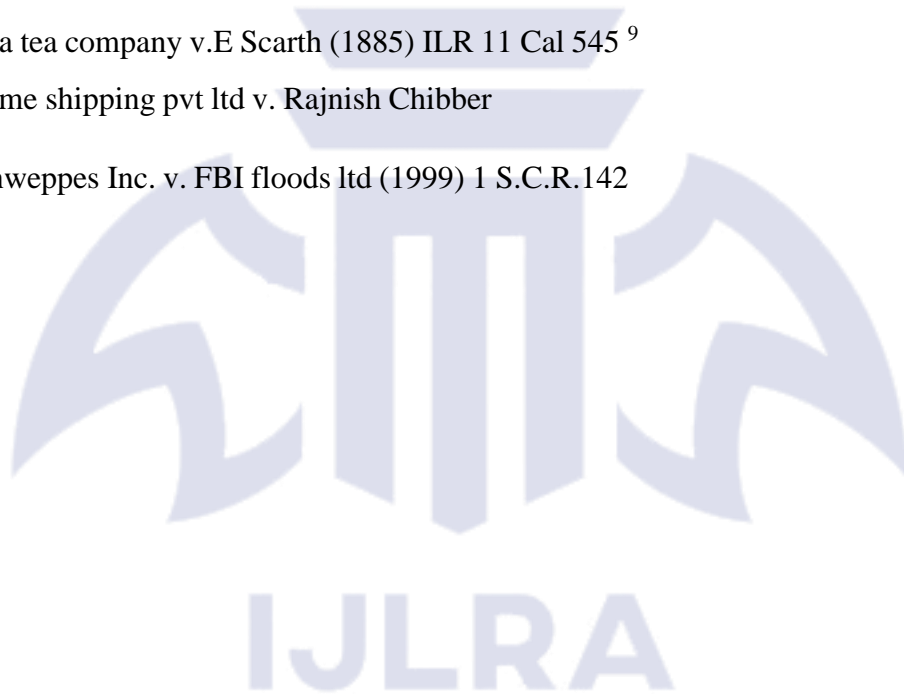 a tea company v.E Scarth (1885) ILR 11 Cal 545 9
me shipping pvt ltd v. Rajnish Chibber
weppes Inc. v. FBI floods ltd (1999) 1 S.C.R.142
IJLRA